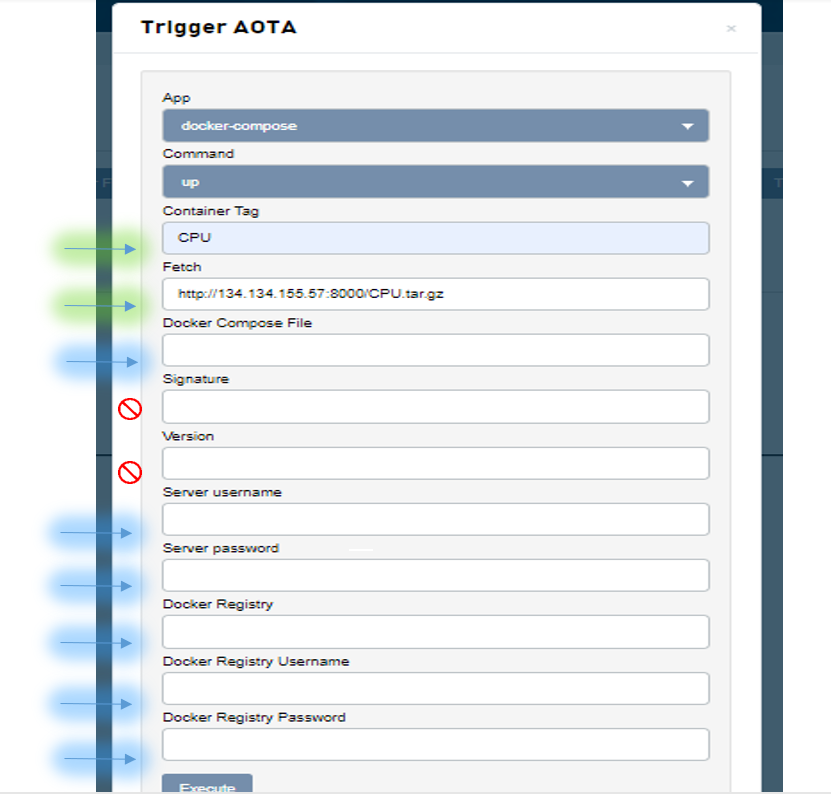 Trigger AOTA
×
App
docker-compose
Command
up
Container Tag
CPU
Fetch
http://134.134.155.57:8000/CPU.tar.gz
Docker Compose File
Signature
Version
Server username
Server password
Docker Registry
Docker Registry Username
Docker Registry Password
Execute